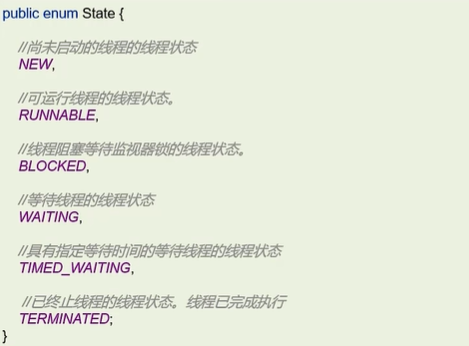 public enum State {
//尚未启动的线程的线程状态
NEW,
//可运行线程的线程状态。
RUNNABLE,
//线程阻塞等待监视器锁的线程状态。
BLOCKED,
//等待线程的线程状态
WAITING,
//具有指定等待时间的等待线程的线程状态
TIMED_WAITING,
//已终止线程的线程状态。线程已完成执行
TERMINATED;
}